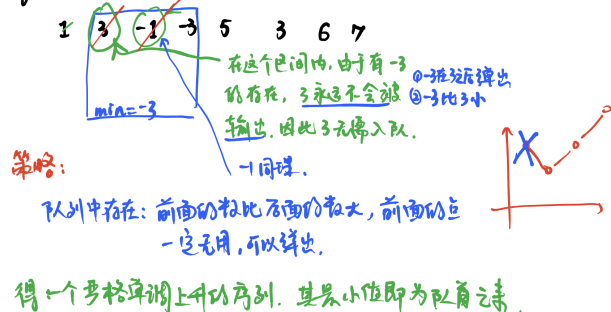 1 3 -1 -3 5 3 6 7
min=-3
在这个区间内,由于有-3
的存在,3永远不会被
输出.因此3无需入队.
①-3在3后弹出
②-3比3小
-1同理.
策略:
队列中存在:前面的数比后面的数大,前面的点
一定无用,可以弹出.
得一个严格单调上升的序列.其最小值即为队首元素.